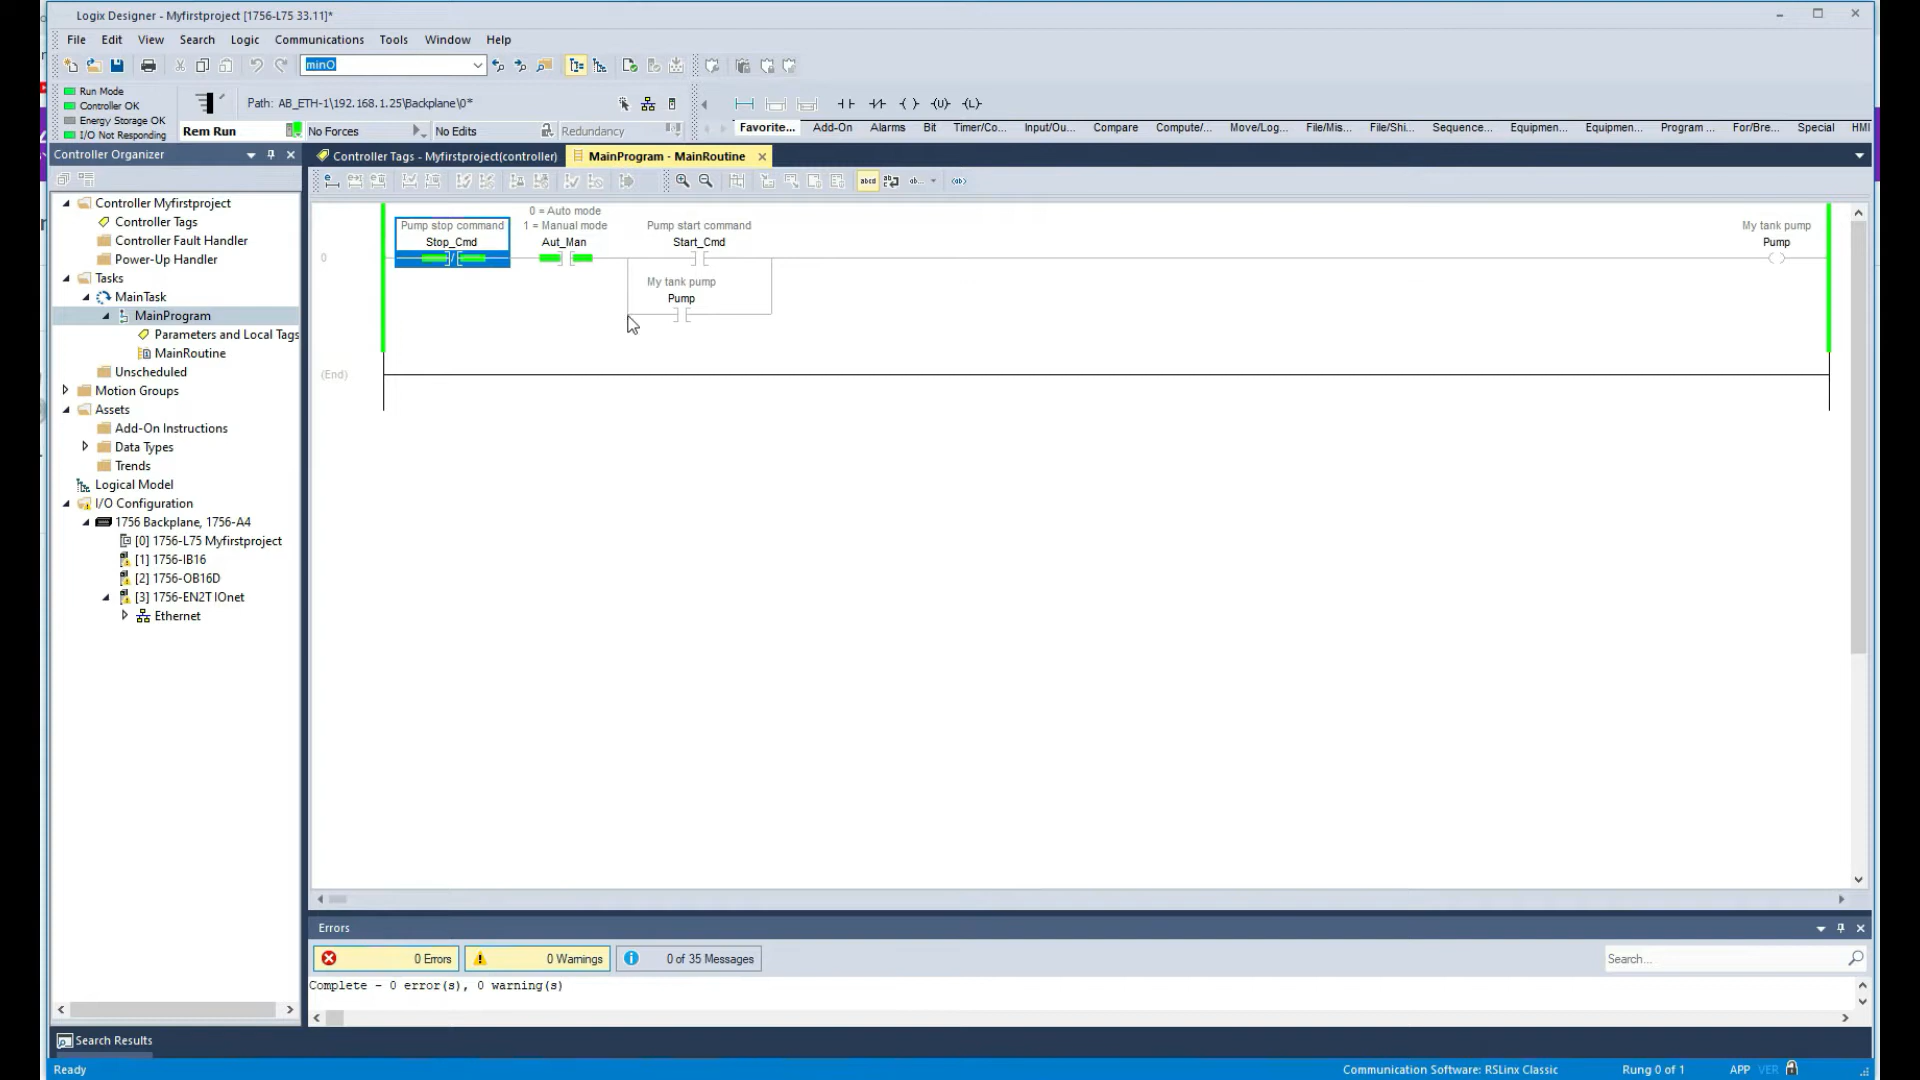 Logix Designer - Myfirstproject [1756-L75 33.11]*
File Edit View Search Logic Communications Tools Window Help
minO
Run Mode
Controller OK
Energy Storage OK
I/O Not Responding
Path: AB_ETH-1\192.168.1.25\Backplane\0*
Rem Run No Forces No Edits Redundancy
Favorite... Add-On Alarms Bit Timer/Co... Input/Ou... Compare Compute/... Move/Log... File/Mis... File/Shi... Sequence... Equipmen... Equipmen... Program ... For/Bre... Special HMI
Controller Organizer
Controller Tags - Myfirstproject(controller) MainProgram - MainRoutine
Controller Myfirstproject
Controller Tags
Controller Fault Handler
Power-Up Handler
Tasks
MainTask
MainProgram
Parameters and Local Tags
MainRoutine
Unscheduled
Motion Groups
Assets
Add-On Instructions
Data Types
Trends
Logical Model
I/O Configuration
1756 Backplane, 1756-A4
[0] 1756-L75 Myfirstproject
[1] 1756-IB16
[2] 1756-OB16D
[3] 1756-EN2T IOnet
Ethernet
abcd
ab...
<ab>
0 = Auto mode
Pump stop command 1 = Manual mode Pump start command My tank pump
Stop_Cmd Aut_Man Start_Cmd Pump
0
My tank pump
Pump
(End)
Errors
0 Errors 0 Warnings 0 of 35 Messages Search...
Complete - 0 error(s), 0 warning(s)
Search Results
Ready Communication Software: RSLinx Classic Rung 0 of 1 APP VER